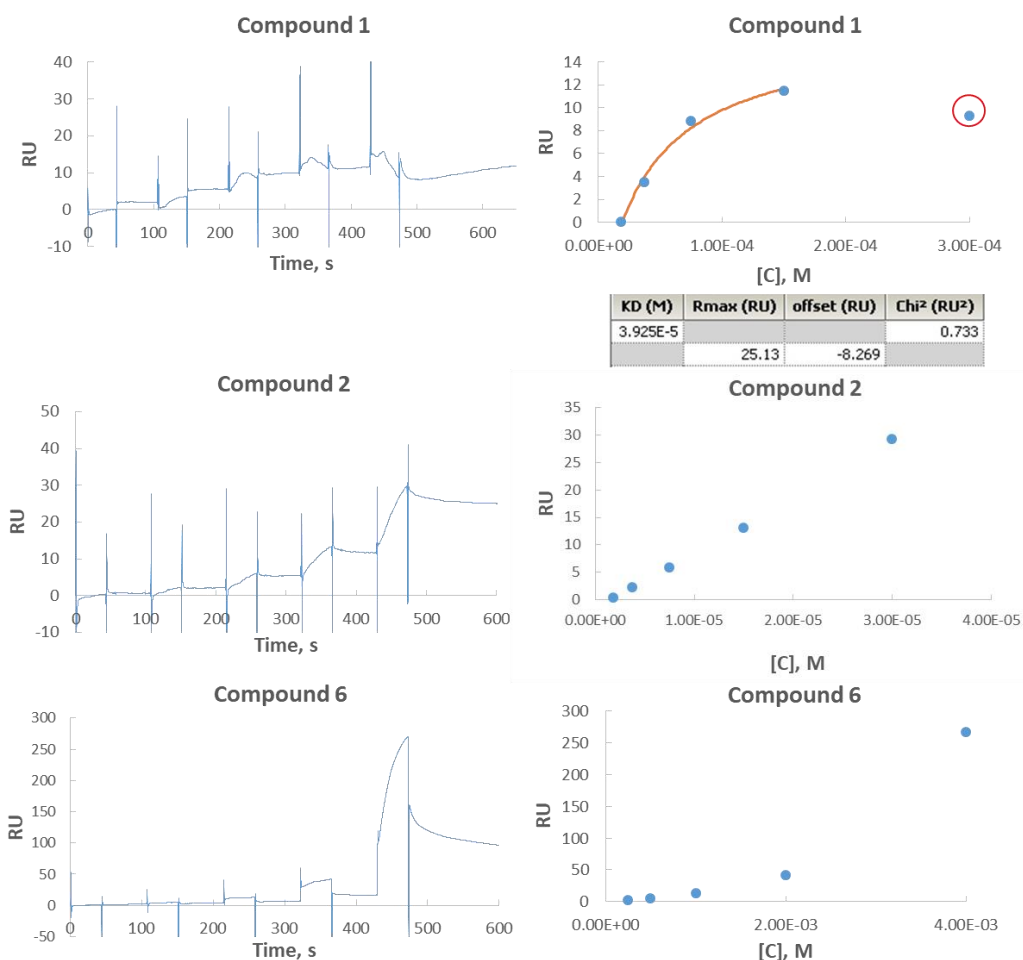 Compound 1
40
30
20
10
0
-10
RU
0 100 200 300 400 500 600
Time, s
Compound 1
14
12
10
8
6
4
2
0
RU
0.00E+00 1.00E-04 2.00E-04 3.00E-04
[C], M
KD (M) Rmax (RU) offset (RU) Chi² (RU²)
3.925E-5 0.733
25.13 -8.269
Compound 2
50
40
30
20
10
0
-10
RU
0 100 200 300 400 500 600
Time, s
Compound 2
35
30
25
20
15
10
5
0
RU
0.00E+00 1.00E-05 2.00E-05 3.00E-05 4.00E-05
[C], M
Compound 6
300
250
200
150
100
50
0
-50
RU
0 100 200 300 400 500 600
Time, s
Compound 6
300
250
200
150
100
50
0
RU
0.00E+00 2.00E-03 4.00E-03
[C], M